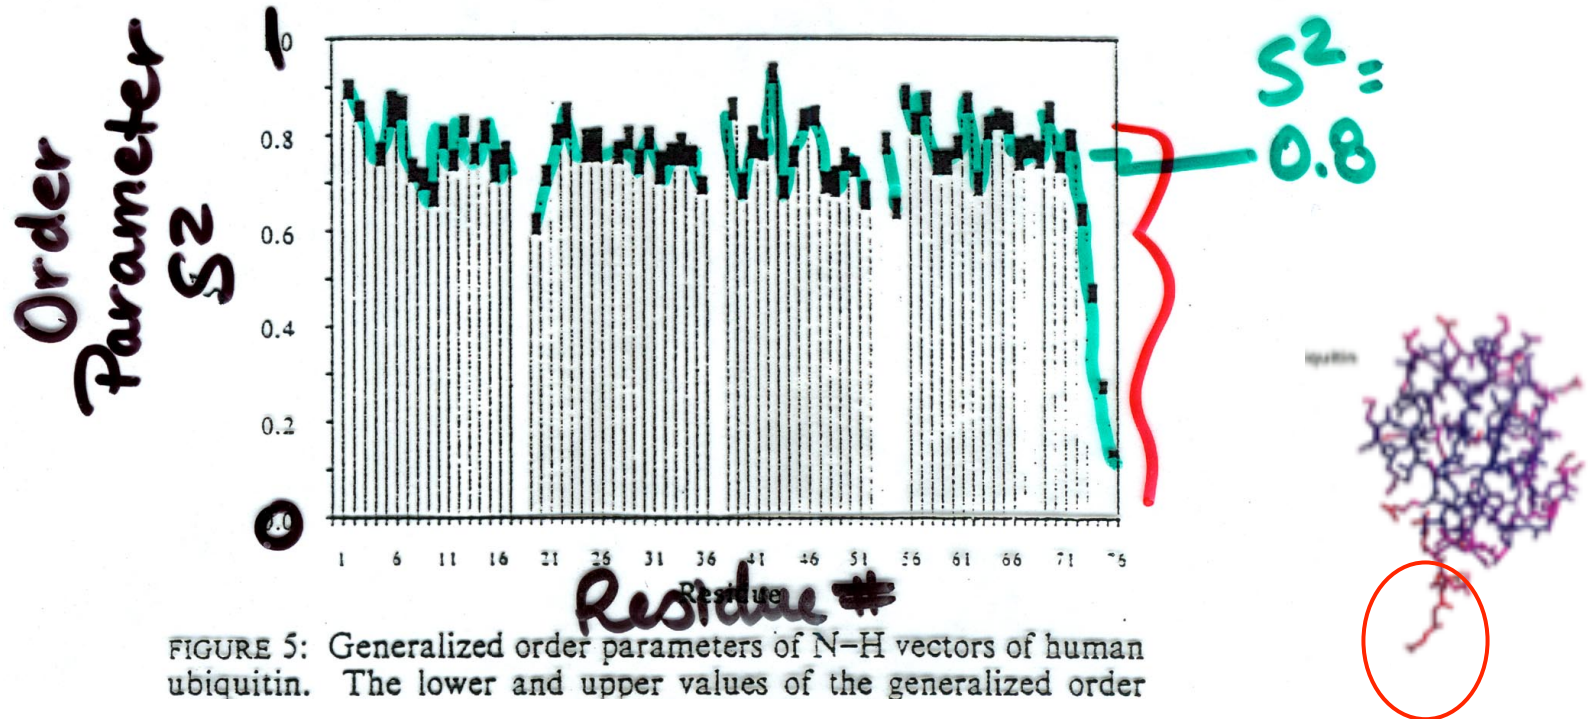 Order
Parameter
S2
1.0
0.8
0.6
0.4
0.2
0
1 6 11 16 21 26 31 36 41 46 51 56 61 66 71 76
Residue
Residue #
S² =
0.8
FIGURE 5: Generalized order parameters of N–H vectors of human
ubiquitin. The lower and upper values of the generalized order